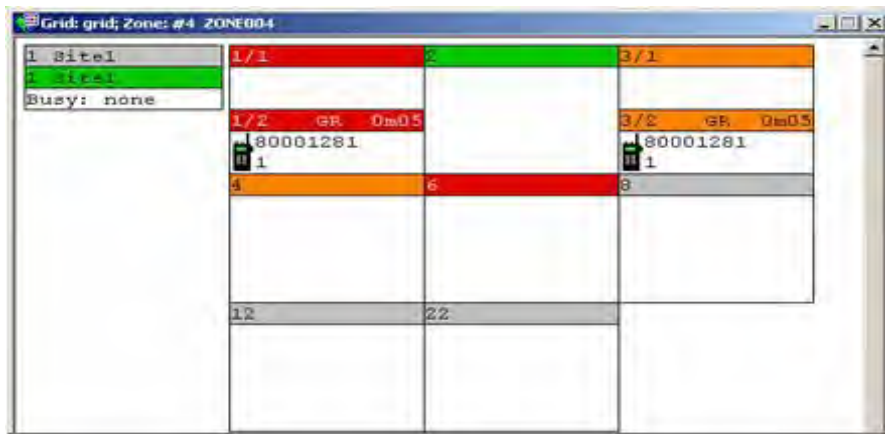 Grid: grid; Zone: #4 ZONE004
1 Site1
1 Site1
Busy: none
1/1
2
3/1
1/2 GR 0m05
80001281
1
3/2 GR 0m05
80001281
1
4
6
8
12
22